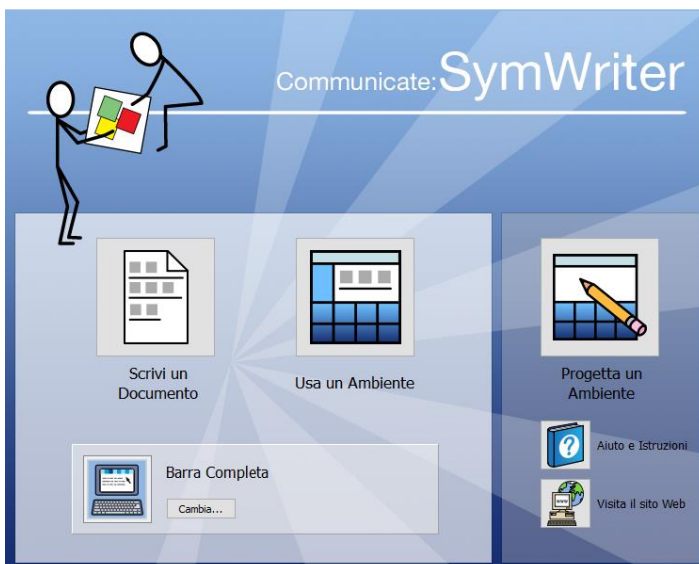 Communicate: SymWriter
Scrivi un
Documento
Usa un Ambiente
Progetta un
Ambiente
Barra Completa
Cambia...
Aiuto e Istruzioni
Visita il sito Web